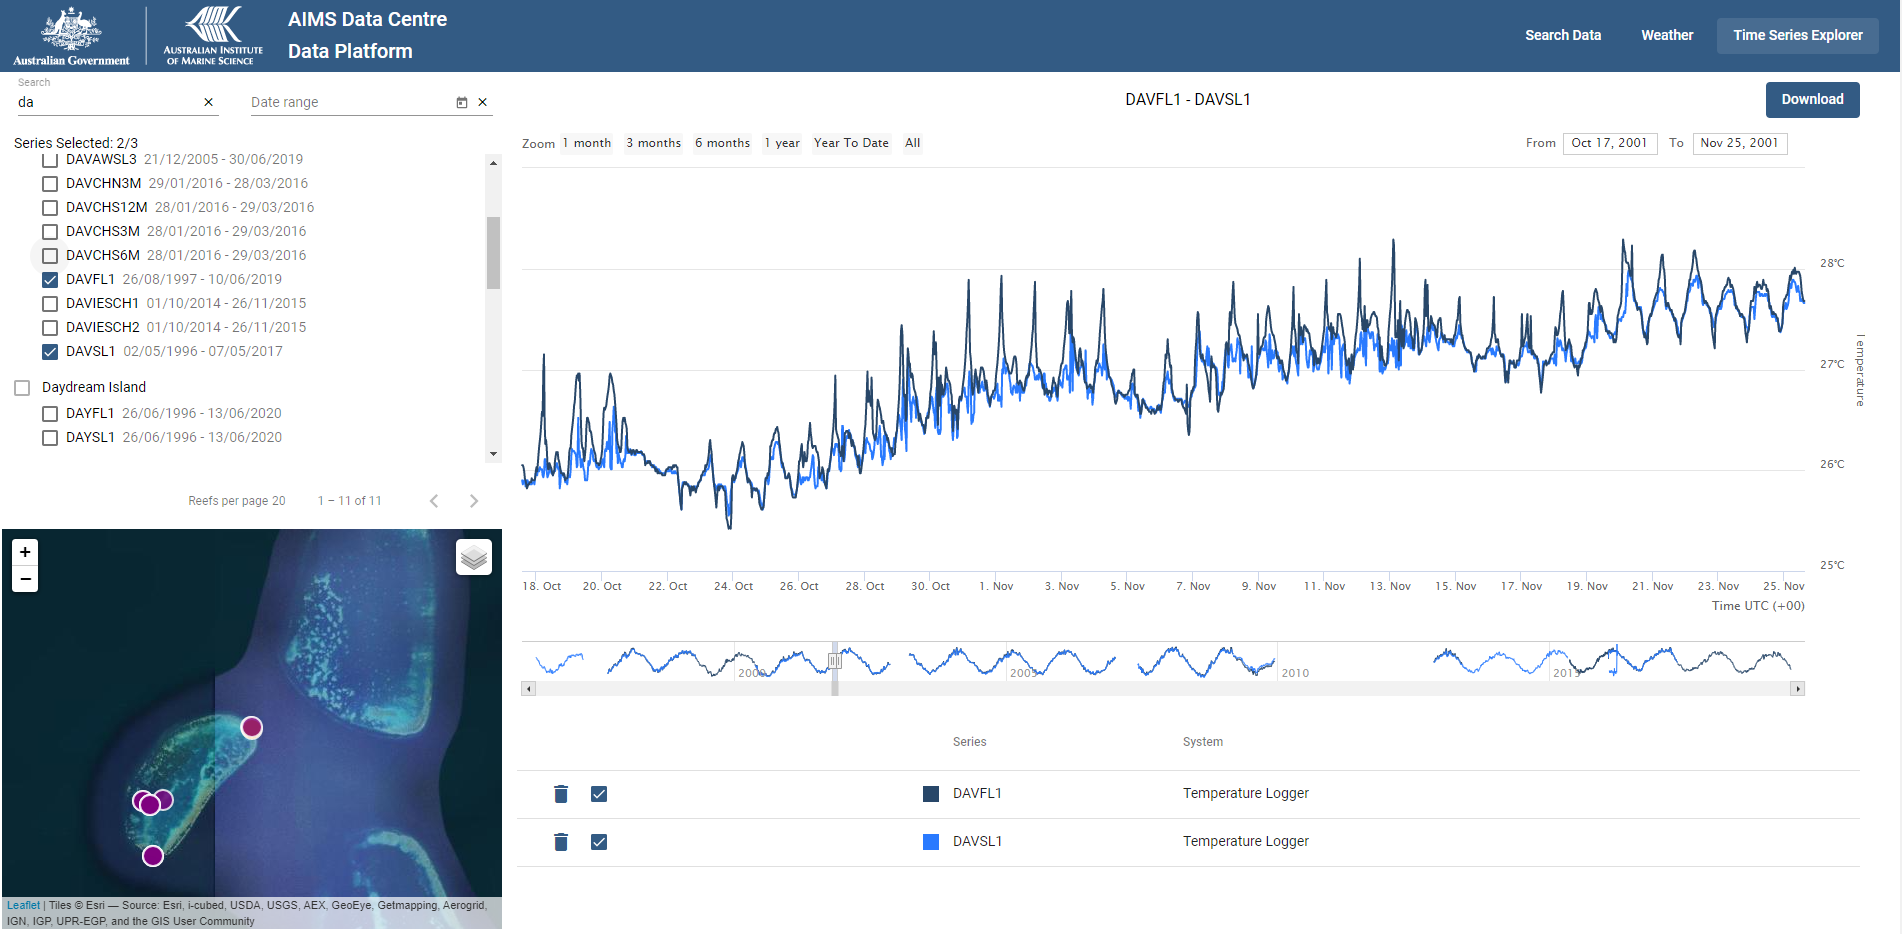 Australian Government
AUSTRALIAN INSTITUTE
OF MARINE SCIENCE
AIMS Data Centre
Data Platform
Search Data
Weather
Time Series Explorer
Search
da
Date range
Series Selected: 2/3
DAVAWSL3 21/12/2005 - 30/06/2019
DAVCHN3M 29/01/2016 - 28/03/2016
DAVCHS12M 28/01/2016 - 29/03/2016
DAVCHS3M 28/01/2016 - 29/03/2016
DAVCHS6M 28/01/2016 - 29/03/2016
DAVFL1 26/08/1997 - 10/06/2019
DAVIESCH1 01/10/2014 - 26/11/2015
DAVIESCH2 01/10/2014 - 26/11/2015
DAVSL1 02/05/1996 - 07/05/2017
Daydream Island
DAYFL1 26/06/1996 - 13/06/2020
DAYSL1 26/06/1996 - 13/06/2020
Reefs per page 20 1 – 11 of 11
+
−
Leaflet | Tiles © Esri — Source: Esri, i-cubed, USDA, USGS, AEX, GeoEye, Getmapping, Aerogrid,
IGN, IGP, UPR-EGP, and the GIS User Community
DAVFL1 - DAVSL1
Download
Zoom 1 month 3 months 6 months 1 year Year To Date All
From Oct 17, 2001 To Nov 25, 2001
28°C
27°C
26°C
25°C
Temperature
18. Oct 20. Oct 22. Oct 24. Oct 26. Oct 28. Oct 30. Oct 1. Nov 3. Nov 5. Nov 7. Nov 9. Nov 11. Nov 13. Nov 15. Nov 17. Nov 19. Nov 21. Nov 23. Nov 25. Nov
Time UTC (+00)
2000 2005 2010 2015
Series System
DAVFL1 Temperature Logger
DAVSL1 Temperature Logger